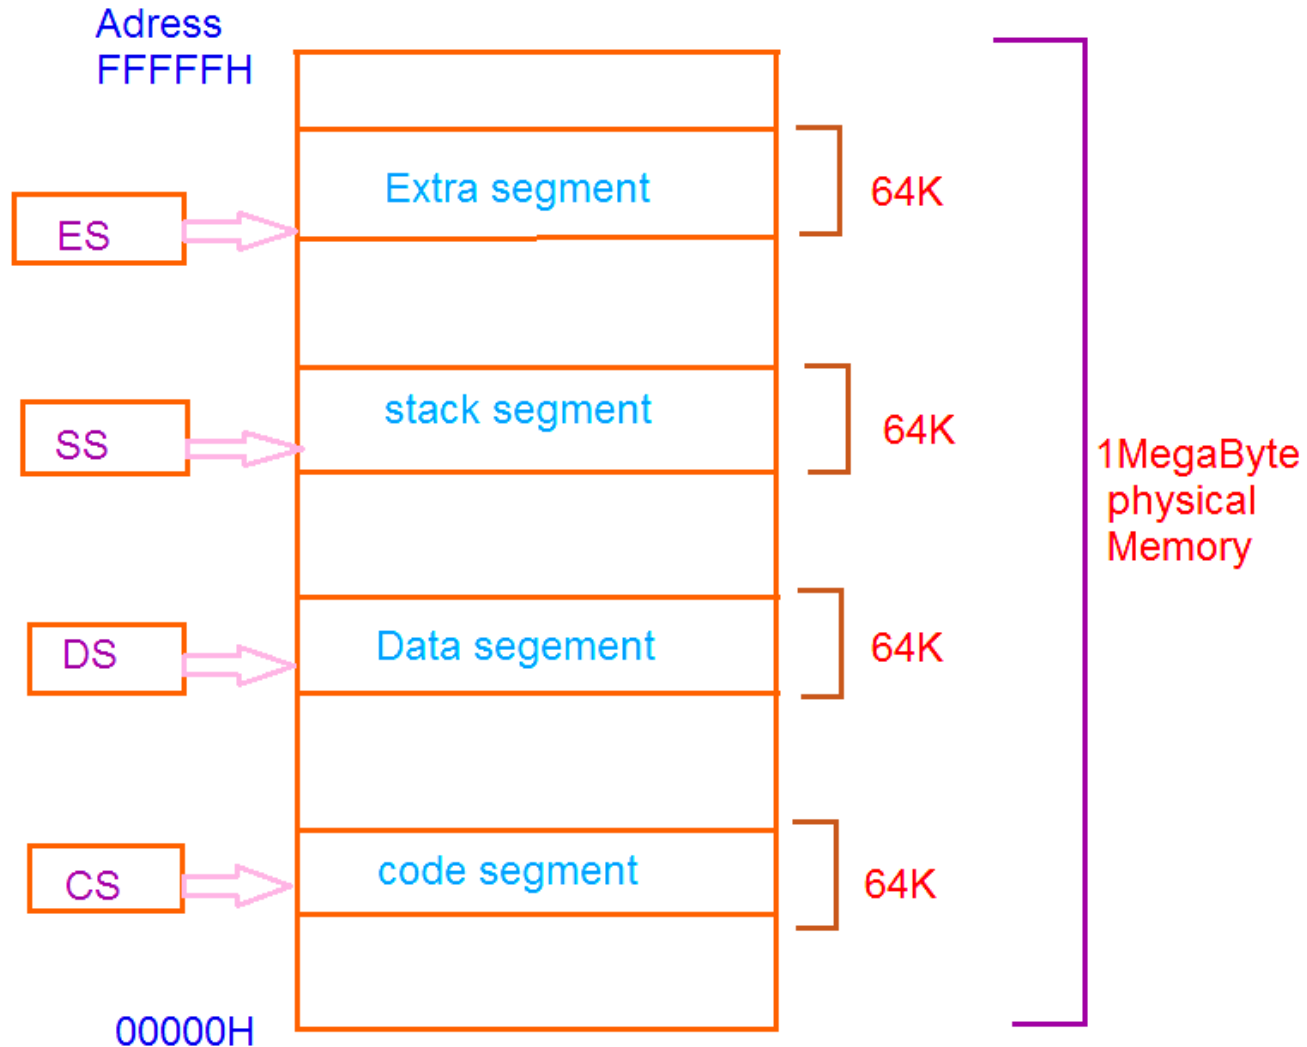 Adress
FFFFFH
Extra segment
64K
ES
stack segment
64K
SS
1MegaByte
physical
Memory
Data segement
64K
DS
code segment
64K
CS
00000H